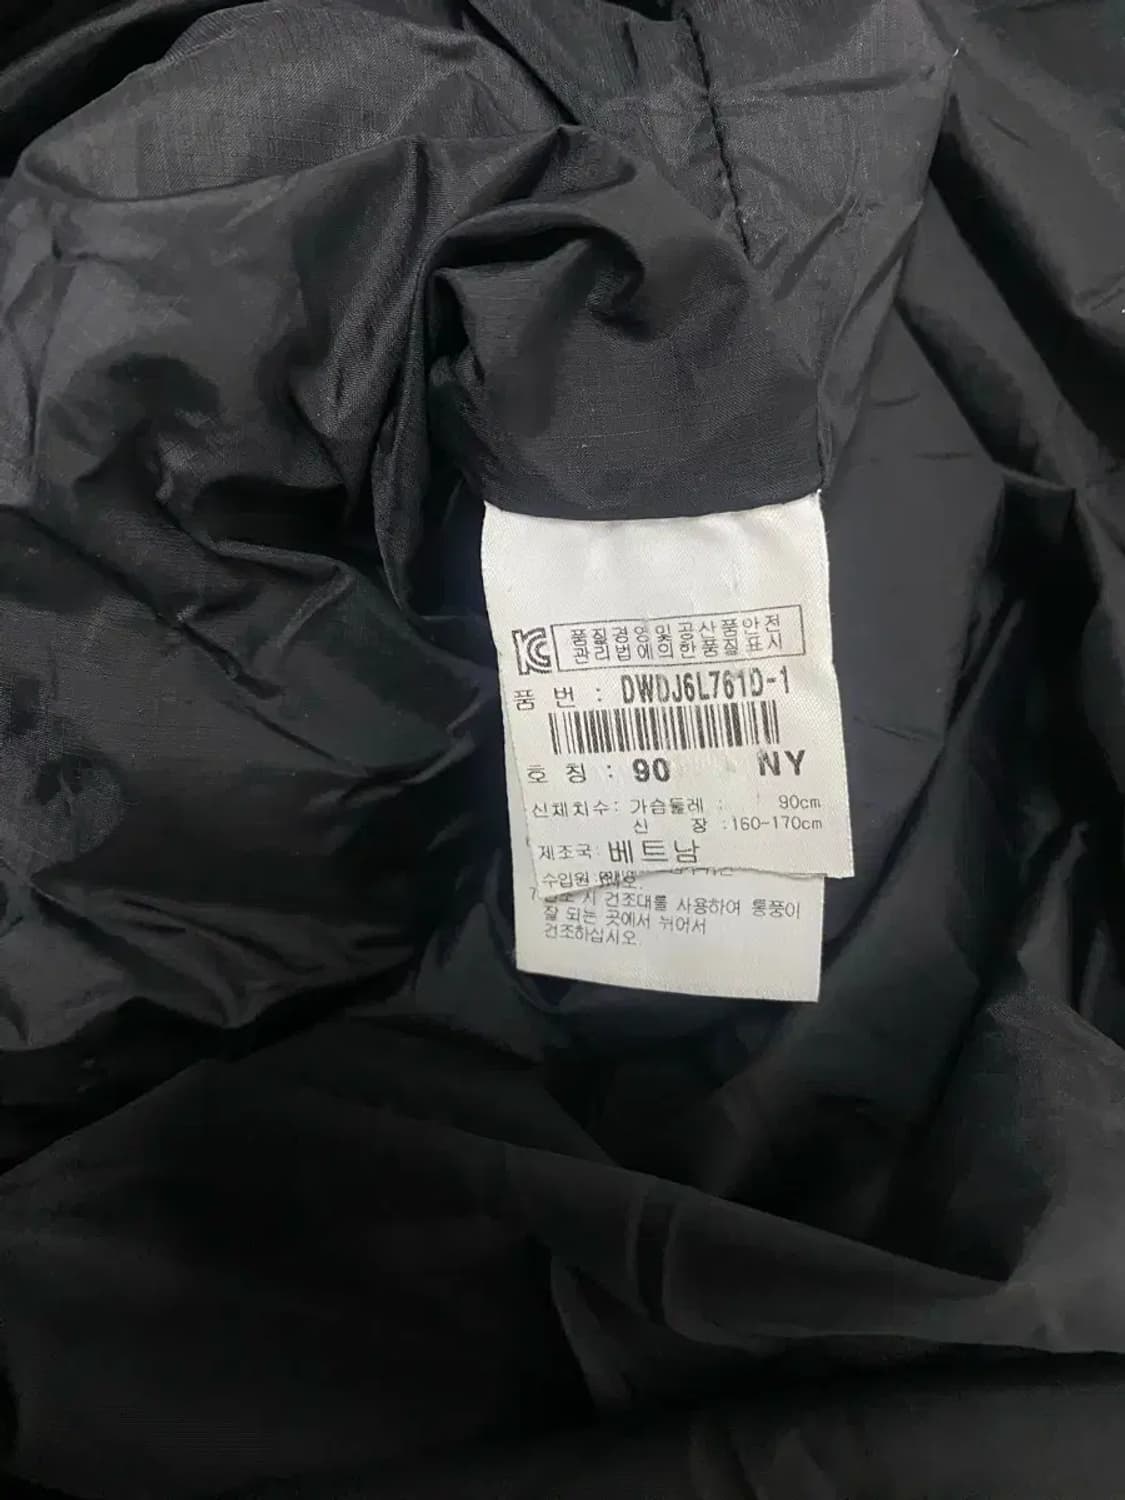 KC 품질경영및공산품안전
관리법에의한품질표시
품 번 : DWDJ6L761D-1
호 칭 : 90 NY
신체치수: 가슴둘레 : 90cm
신 장 :160-170cm
제조국: 베트남
수입원:
시 건조대를 사용하여 통풍이
잘 되는 곳에서 뉘어서
건조하십시오.